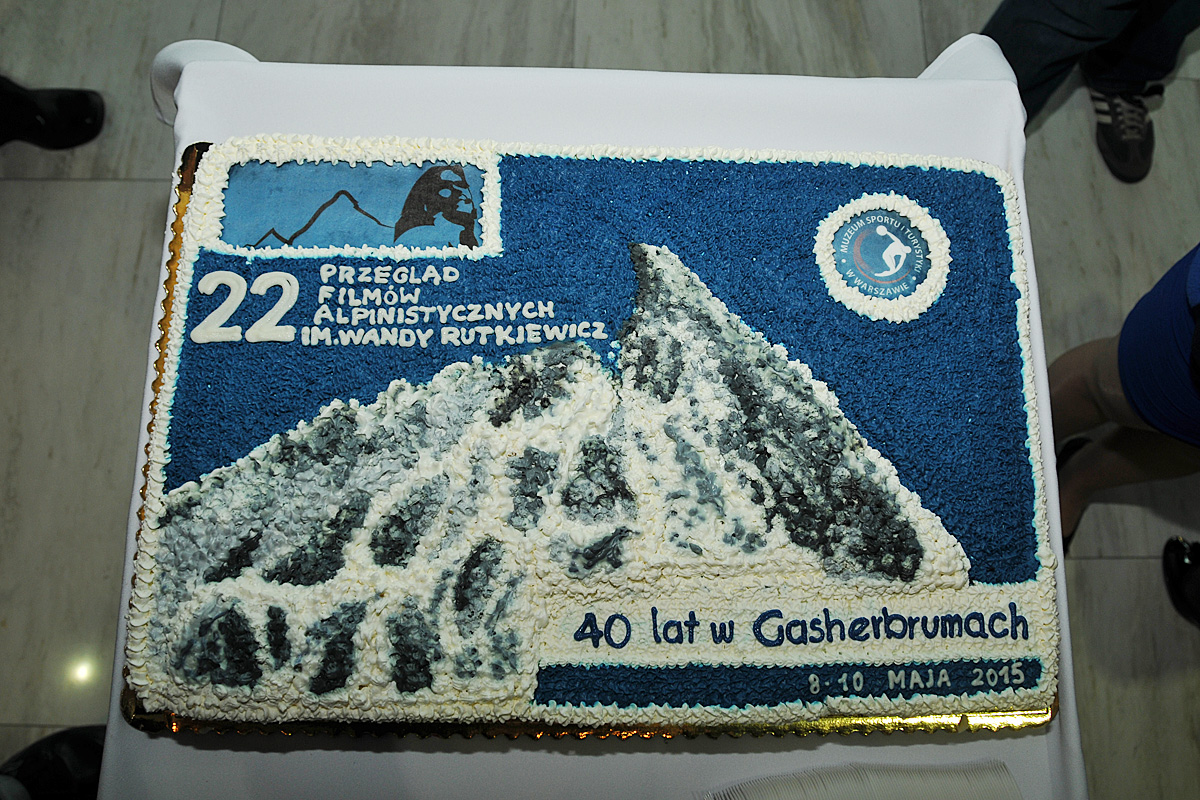 22
PRZEGLĄD
FILMÓW
ALPINISTYCZNYCH
IM.WANDY RUTKIEWICZ
MUZEUM SPORTU I TURYSTYKI
W WARSZAWIE
40 lat w Gasherbrumach
8-10 MAJA 2015